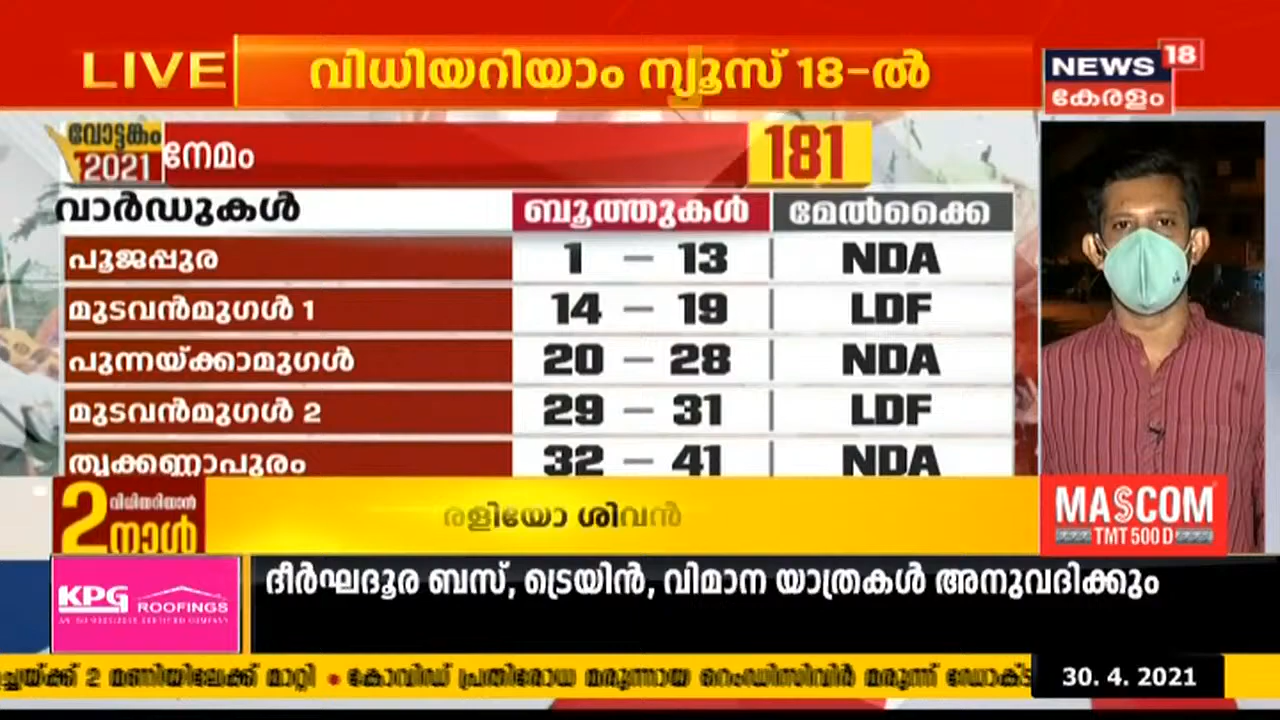 LIVE വിധിയറിയാം ന്യൂസ് 18-ൽ
NEWS 18
കേരളം
വോട്ടങ്കം
2021
നേമം 181
വാർഡുകൾ ബൂത്തുകൾ മേൽക്കൈ
പൂജപ്പുര 1 – 13 NDA
മുടവൻമുഗൾ 1 14 – 19 LDF
പുന്നയ്ക്കാമുഗൾ 20 – 28 NDA
മുടവൻമുഗൾ 2 29 – 31 LDF
തൃക്കണ്ണാപുരം 32 – 41 NDA
വിധിയറിയാൻ
2 നാൾ
രളിയോ ശിവൻ
MASCOM
TMT 500 D
KPG ROOFINGS
ദീർഘദൂര ബസ്, ട്രെയിൻ, വിമാന യാത്രകൾ അനുവദിക്കും
ച്ചയ്ക്ക് 2 മണിയിലേക്ക് മാറ്റി • കോവിഡ് പ്രതിരോധ മരുന്നായ റെംഡിസിവിർ മരുന്ന് ഡോക്ട
30. 4. 2021